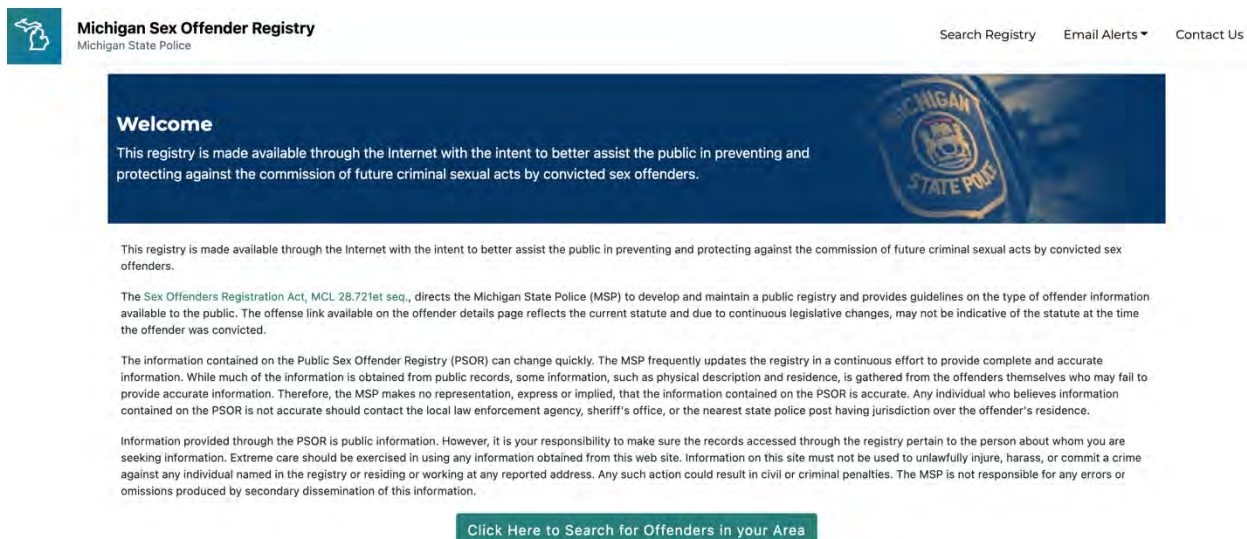 Michigan Sex Offender Registry
Michigan State Police
Search Registry Email Alerts Contact Us
Welcome
This registry is made available through the Internet with the intent to better assist the public in preventing and
protecting against the commission of future criminal sexual acts by convicted sex offenders.
MICHIGAN
STATE POLICE
This registry is made available through the Internet with the intent to better assist the public in preventing and protecting against the commission of future criminal sexual acts by convicted sex
offenders.
The Sex Offenders Registration Act, MCL 28.721et seq., directs the Michigan State Police (MSP) to develop and maintain a public registry and provides guidelines on the type of offender information
available to the public. The offense link available on the offender details page reflects the current statute and due to continuous legislative changes, may not be indicative of the statute at the time
the offender was convicted.
The information contained on the Public Sex Offender Registry (PSOR) can change quickly. The MSP frequently updates the registry in a continuous effort to provide complete and accurate
information. While much of the information is obtained from public records, some information, such as physical description and residence, is gathered from the offenders themselves who may fail to
provide accurate information. Therefore, the MSP makes no representation, express or implied, that the information contained on the PSOR is accurate. Any individual who believes information
contained on the PSOR is not accurate should contact the local law enforcement agency, sheriff's office, or the nearest state police post having jurisdiction over the offender's residence.
Information provided through the PSOR is public information. However, it is your responsibility to make sure the records accessed through the registry pertain to the person about whom you are
seeking information. Extreme care should be exercised in using any information obtained from this web site. Information on this site must not be used to unlawfully injure, harass, or commit a crime
against any individual named in the registry or residing or working at any reported address. Any such action could result in civil or criminal penalties. The MSP is not responsible for any errors or
omissions produced by secondary dissemination of this information.
Click Here to Search for Offenders in your Area